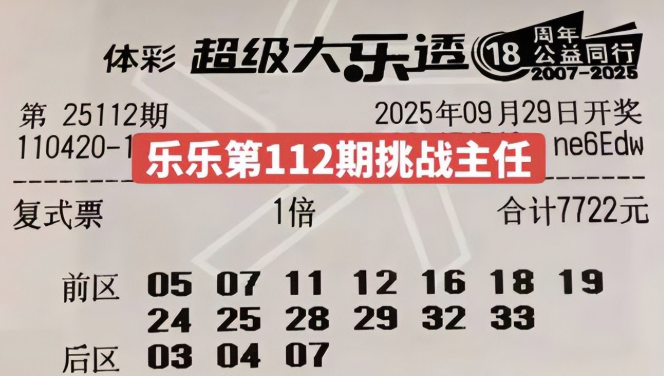 体彩 超级大乐透 18 周年
公益同行
2007-2025
第 25112期 2025年09月29日开奖
110420-1 ne6Edw
乐乐第112期挑战主任
复式票 1倍 合计7722元
前区 05 07 11 12 16 18 19
24 25 28 29 32 33
后区 03 04 07